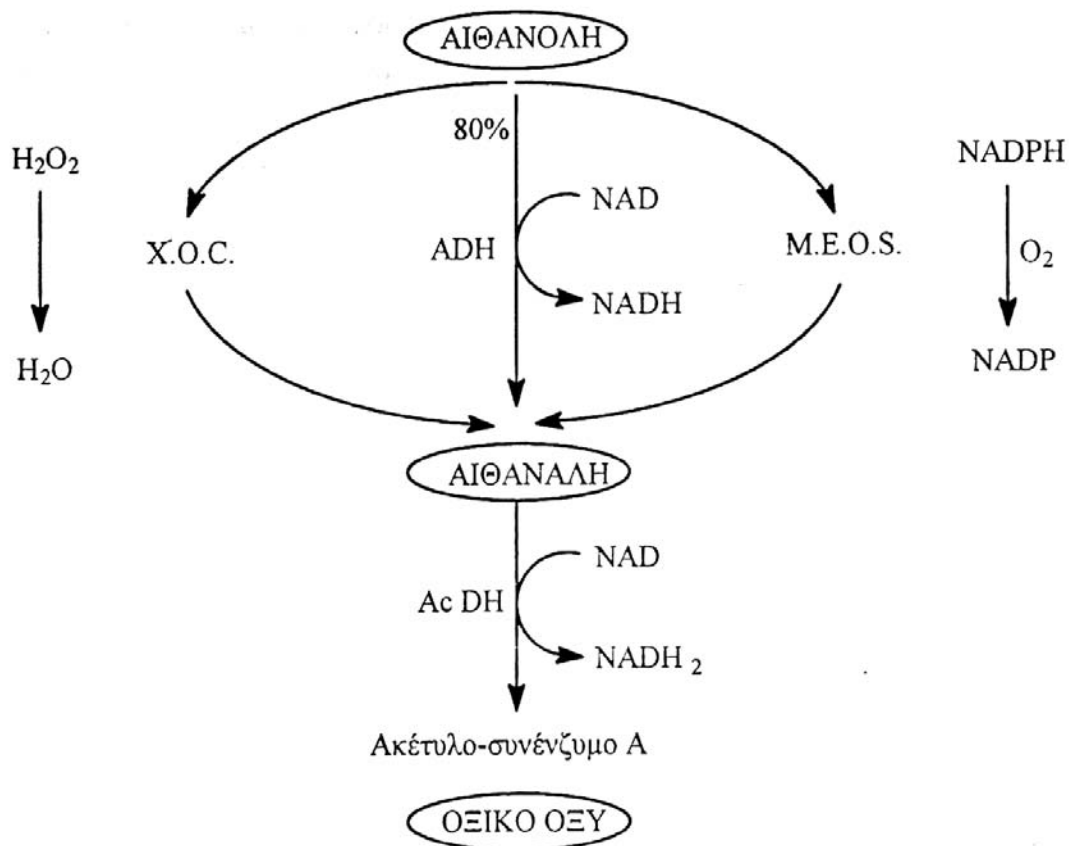 ΑΙΘΑΝΟΛΗ
80%
H₂O₂
NADPH
NAD
X.O.C.
ADH
M.E.O.S.
O₂
NADH
H₂O
NADP
ΑΙΘΑΝΑΛΗ
NAD
Ac DH
NADH ₂
Ακέτυλο-συνένζυμο Α
ΟΞΙΚΟ ΟΞΥ